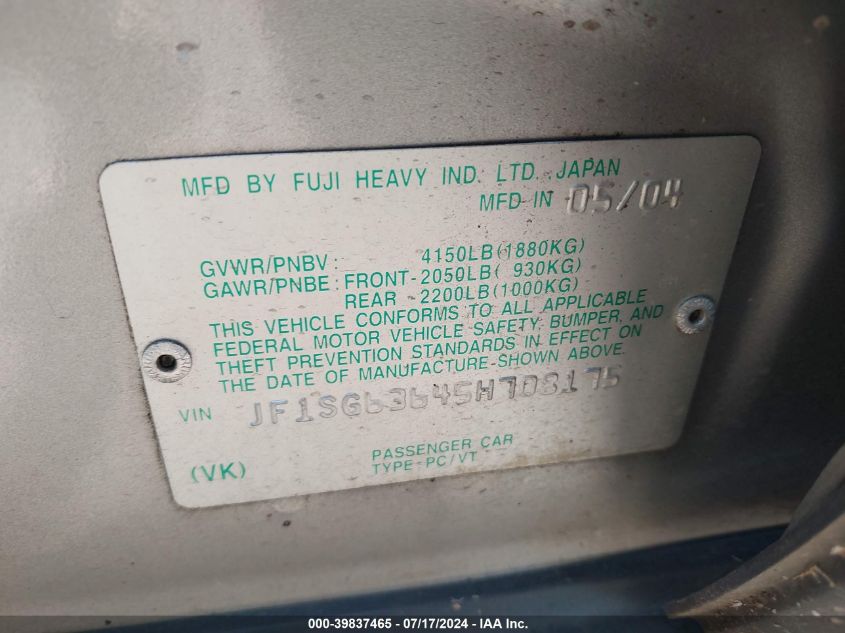 MFD BY FUJI HEAVY IND. LTD. JAPAN
MFD IN 05/04
GVWR/PNBV: 4150LB(1880KG)
GAWR/PNBE: FRONT-2050LB( 930KG)
REAR -2200LB(1000KG)
THIS VEHICLE CONFORMS TO ALL APPLICABLE
FEDERAL MOTOR VEHICLE SAFETY, BUMPER, AND
THEFT PREVENTION STANDARDS IN EFFECT ON
THE DATE OF MANUFACTURE-SHOWN ABOVE.
VIN JF1SG63645H708175
PASSENGER CAR
(VK) TYPE-PC/VT
000-39837465 - 07/17/2024 - IAA Inc.